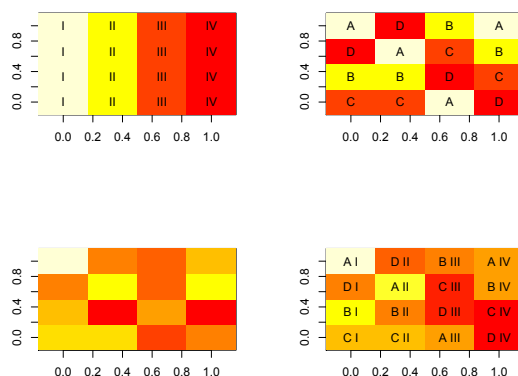 I II III IV
I II III IV
I II III IV
I II III IV
0.0 0.4 0.8
0.0 0.2 0.4 0.6 0.8 1.0
A D B A
D A C B
B B D C
C C A D
0.0 0.4 0.8
0.0 0.2 0.4 0.6 0.8 1.0
0.0 0.4 0.8
0.0 0.2 0.4 0.6 0.8 1.0
A I D II B III A IV
D I A II C III B IV
B I B II D III C IV
C I C II A III D IV
0.0 0.4 0.8
0.0 0.2 0.4 0.6 0.8 1.0